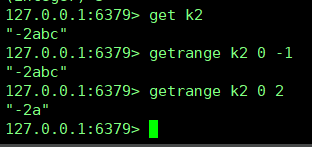 127.0.0.1:6379> get k2
"-2abc"
127.0.0.1:6379> getrange k2 0 -1
"-2abc"
127.0.0.1:6379> getrange k2 0 2
"-2a"
127.0.0.1:6379>